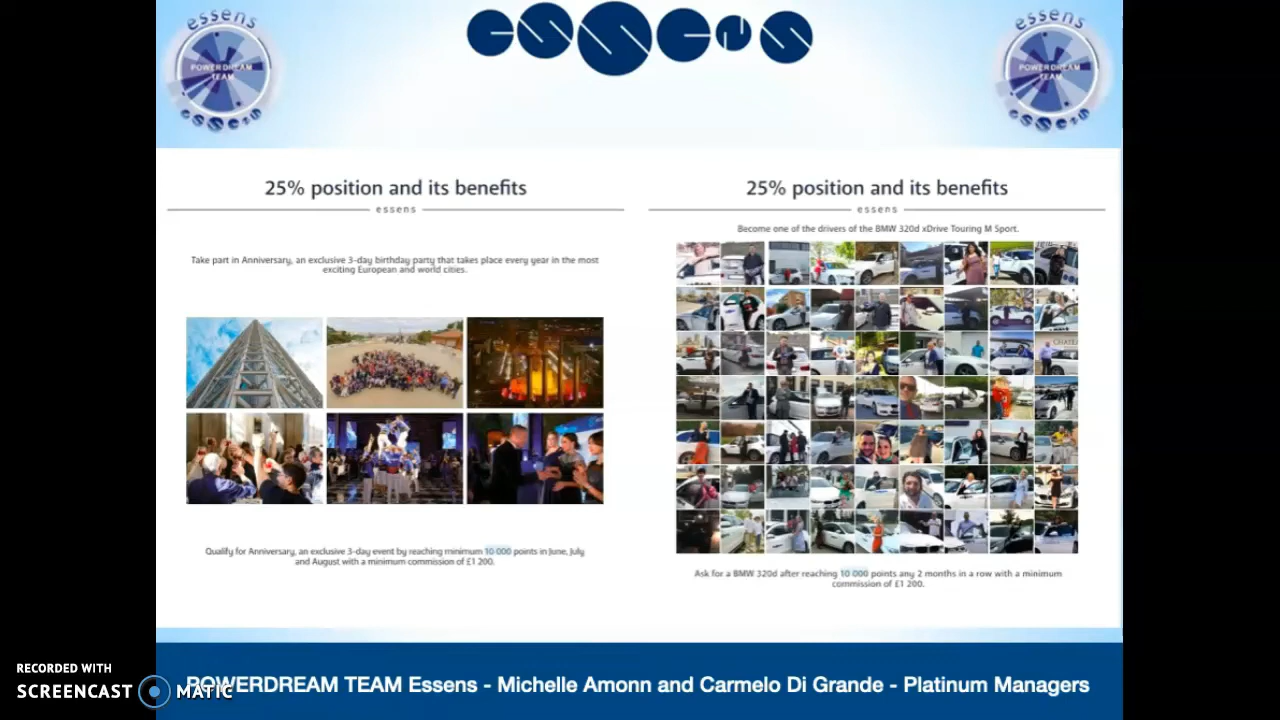 essens
essens
essens
POWER DREAM
TEAM
POWER DREAM
TEAM
essens
essens
25% position and its benefits
essens
Take part in Anniversary, an exclusive 3-day birthday party that takes place every year in the most
exciting European and world cities.
Qualify for Anniversary, an exclusive 3-day event by reaching minimum 10 000 points in June, July
and August with a minimum commission of £1 200.
25% position and its benefits
essens
Become one of the drivers of the BMW 320d xDrive Touring M Sport.
Ask for a BMW 320d after reaching 10 000 points any 2 months in a row with a minimum
commission of £1 200.
RECORDED WITH
SCREENCAST MATIC
POWERDREAM TEAM Essens - Michelle Amonn and Carmelo Di Grande - Platinum Managers